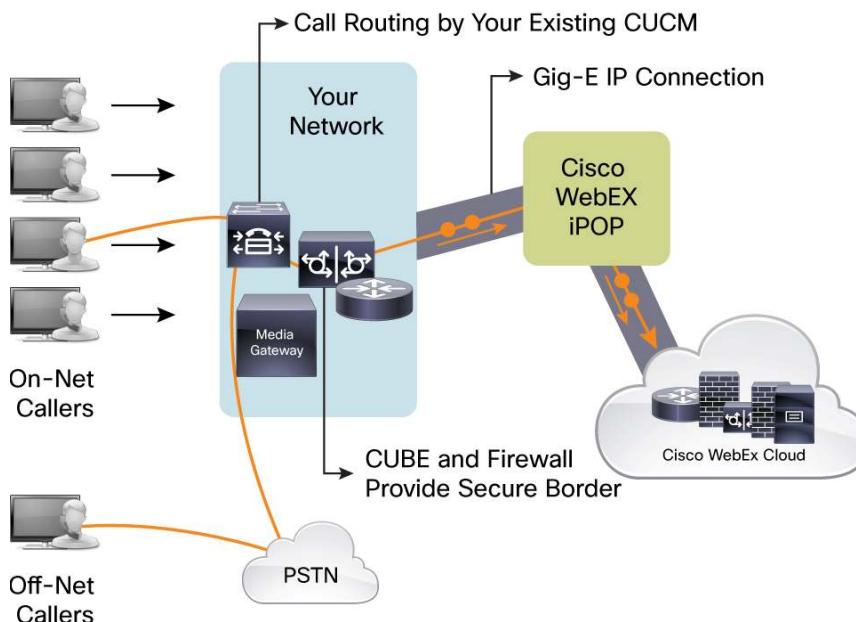 Call Routing by Your Existing CUCM
Gig-E IP Connection
Your
Network
Cisco
WebEX
iPOP
Media
Gateway
On-Net
Callers
CUBE and Firewall
Provide Secure Border
Cisco WebEx Cloud
PSTN
Off-Net
Callers